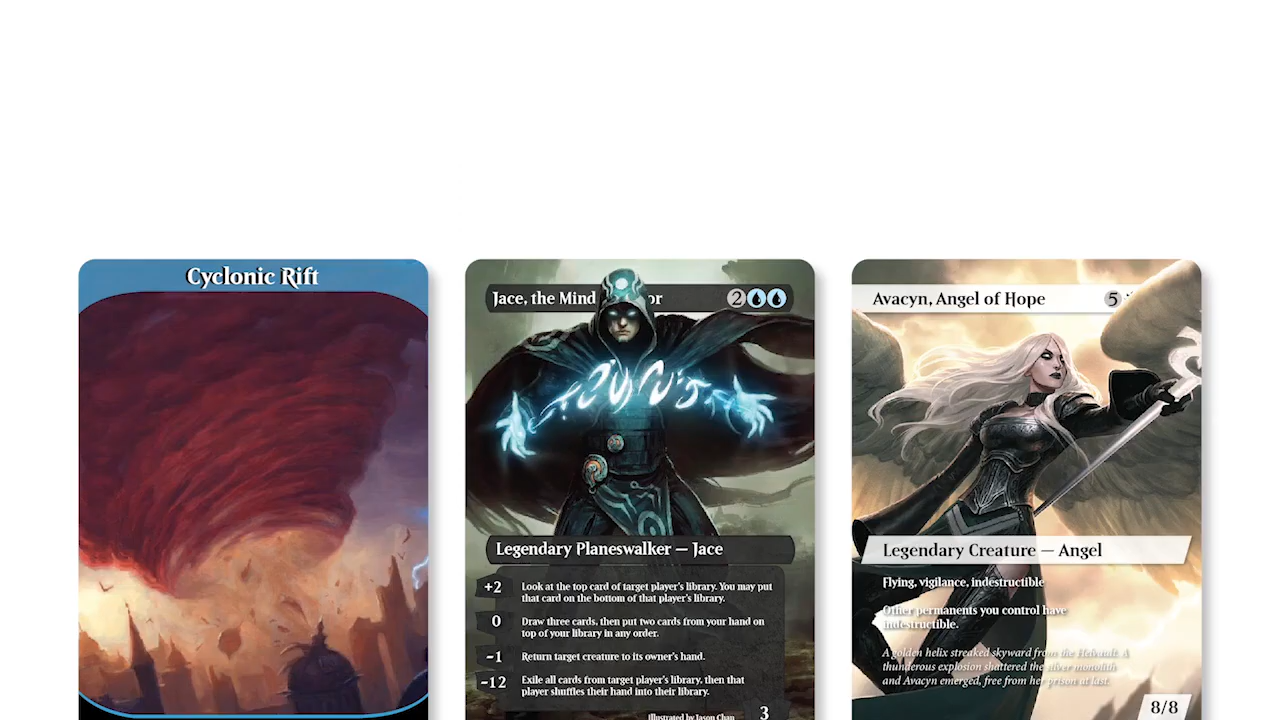 Cyclonic Rift
Jace, the Mind or 2
Legendary Planeswalker — Jace
+2 Look at the top card of target player's library. You may put
that card on the bottom of that player's library.
0 Draw three cards, then put two cards from your hand on
top of your library in any order.
−1 Return target creature to its owner's hand.
−12 Exile all cards from target player's library, then that
player shuffles their hand into their library.
Illustrated by Jason Chan 3
Avacyn, Angel of Hope 5
Legendary Creature — Angel
Flying, vigilance, indestructible
Other permanents you control have
indestructible.
A golden helix streaked skyward from the Helvault. A
thunderous explosion shattered the silver monolith
and Avacyn emerged, free from her prison at last.
8/8